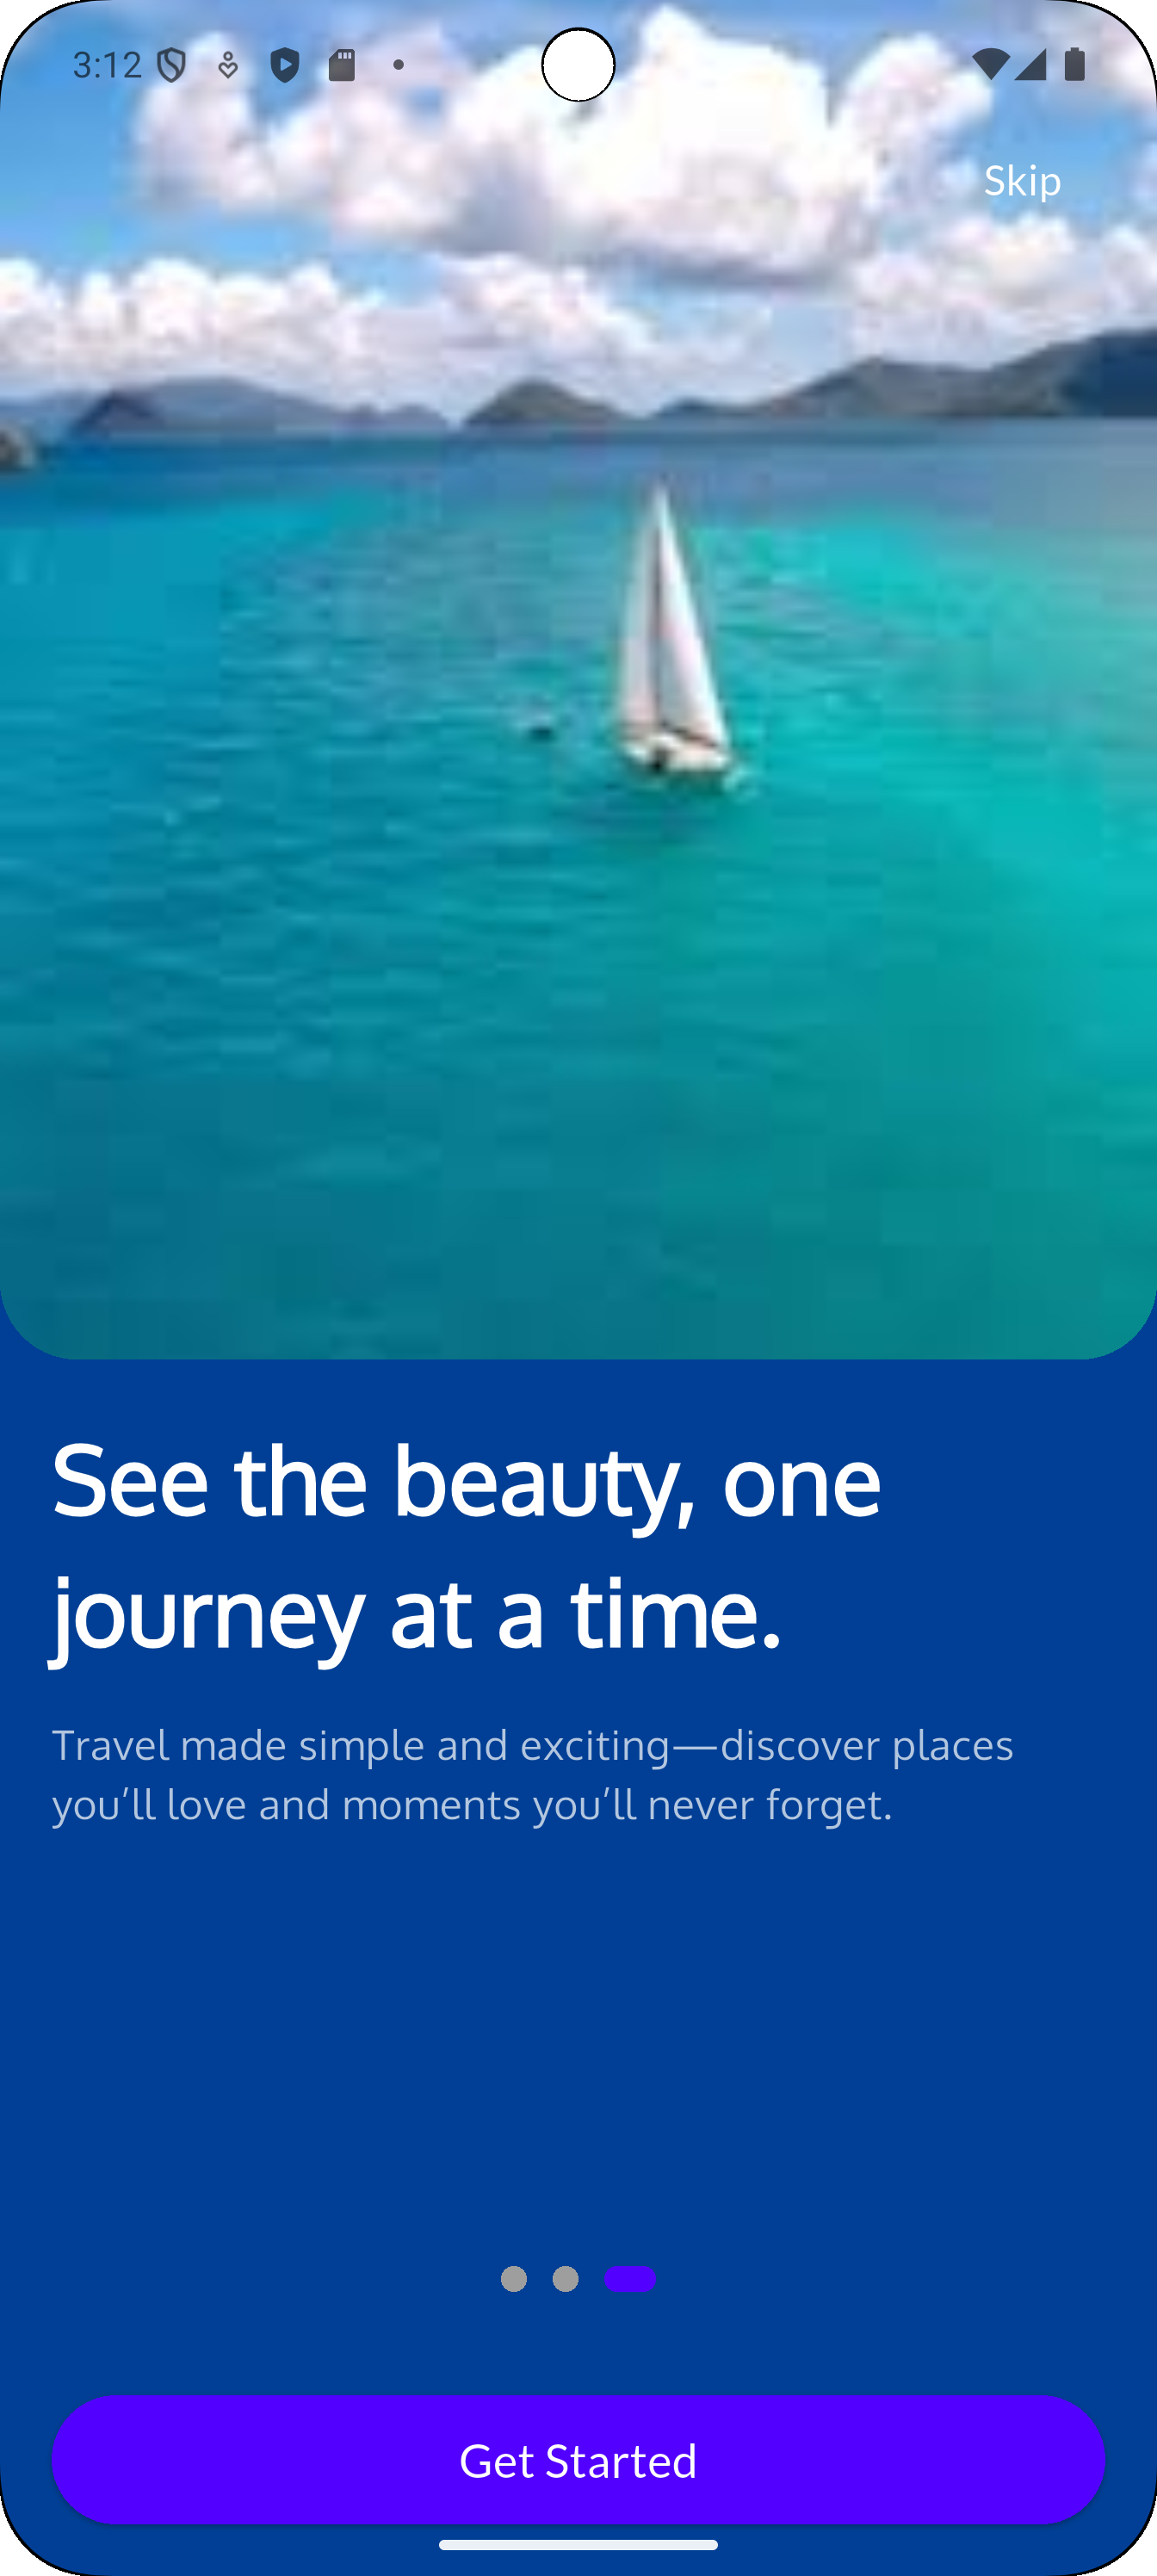 3:12
Skip
See the beauty, one
journey at a time.
Travel made simple and exciting—discover places
you’ll love and moments you’ll never forget.
Get Started